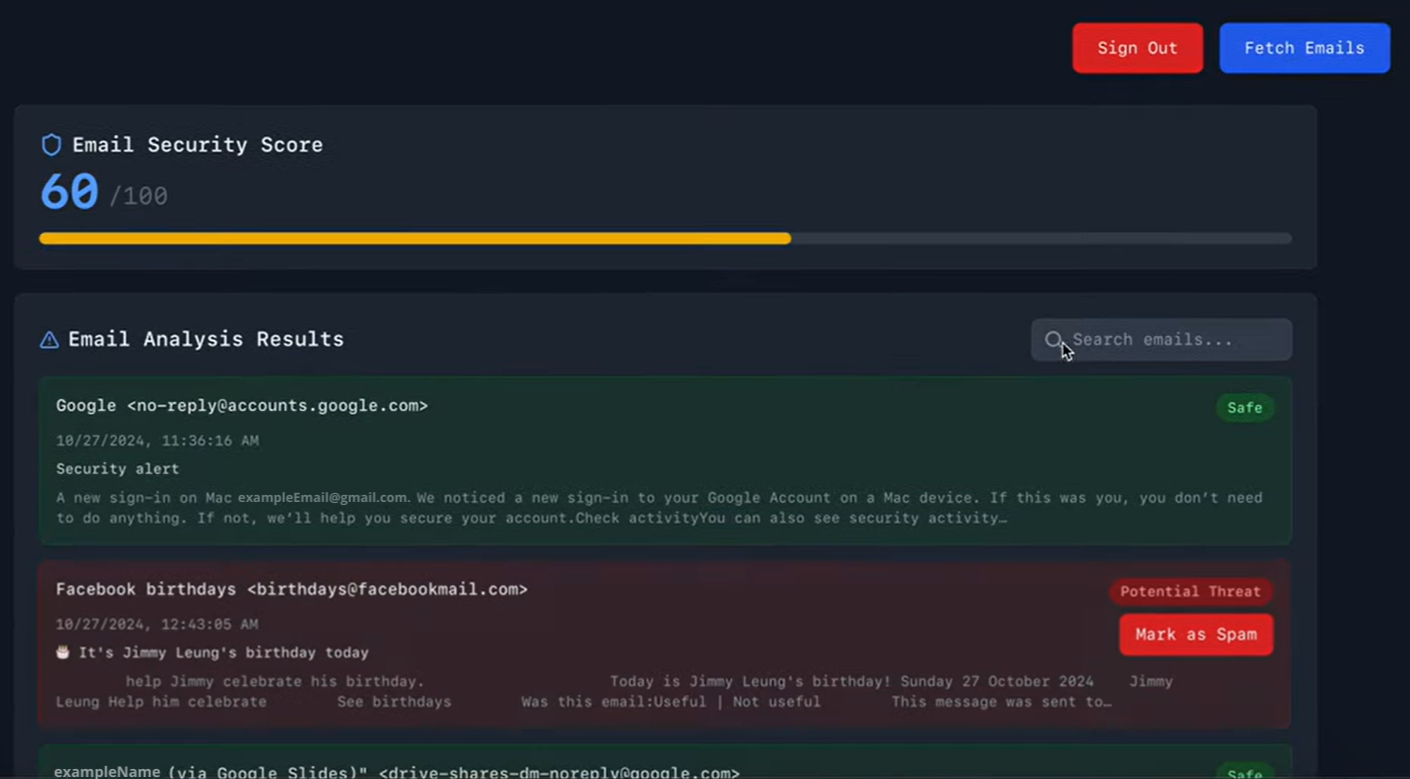 Sign Out
Fetch Emails
Email Security Score
60 /100
Email Analysis Results
Search emails...
Google <no-reply@accounts.google.com>
Safe
10/27/2024, 11:36:16 AM
Security alert
A new sign-in on Mac exampleEmail@gmail.com. We noticed a new sign-in to your Google Account on a Mac device. If this was you, you don't need
to do anything. If not, we'll help you secure your account.Check activityYou can also see security activity…
Facebook birthdays <birthdays@facebookmail.com>
Potential Threat
10/27/2024, 12:43:05 AM
Mark as Spam
🎂 It's Jimmy Leung's birthday today
help Jimmy celebrate his birthday. Today is Jimmy Leung's birthday! Sunday 27 October 2024 Jimmy
Leung Help him celebrate See birthdays Was this email:Useful | Not useful This message was sent to…
exampleName (via Google Slides)" <drive-shares-dm-noreply@google.com>
Safe